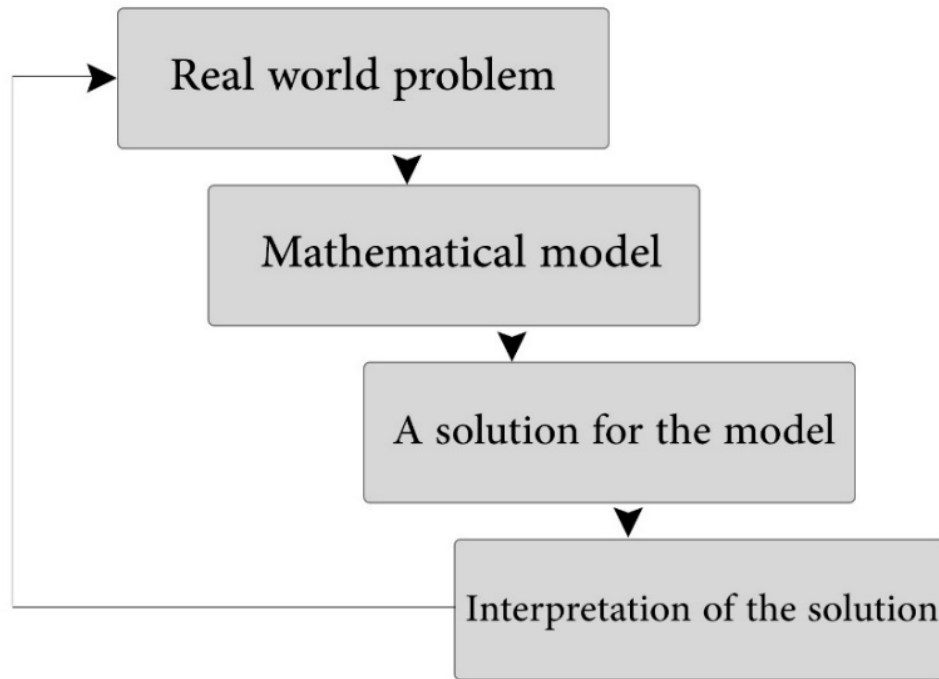 Real world problem
Mathematical model
A solution for the model
Interpretation of the solution